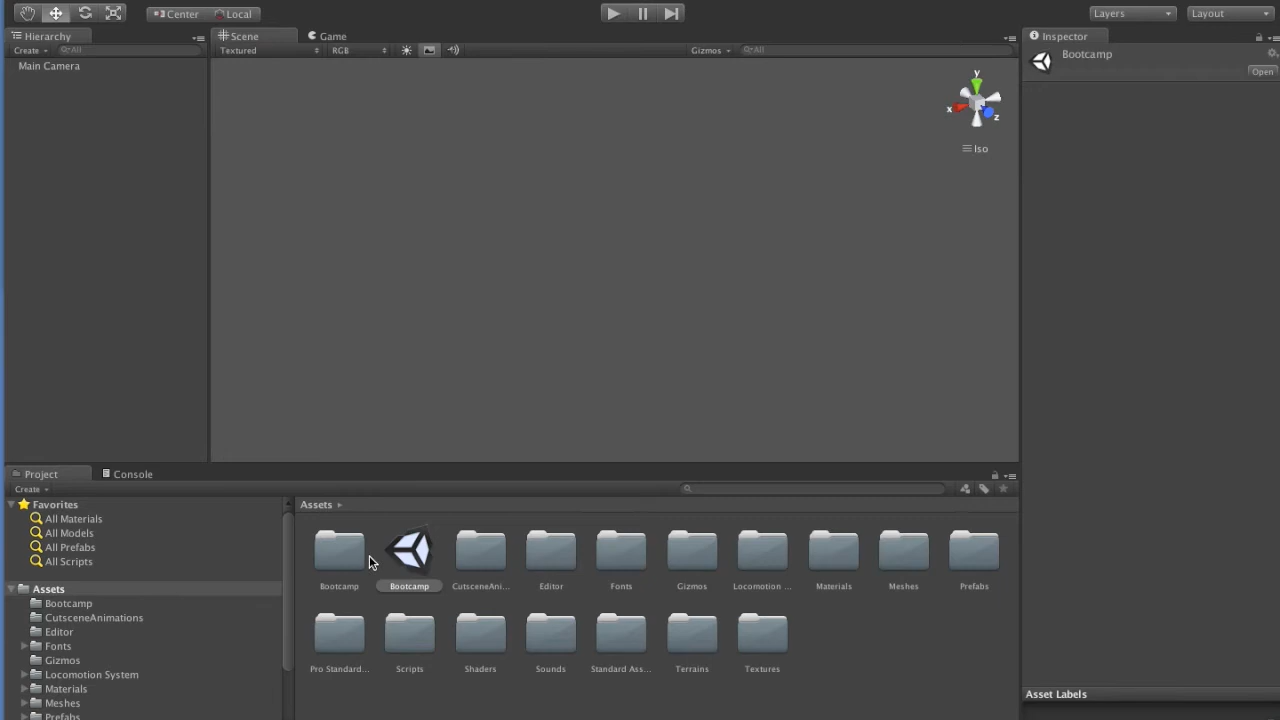 Center Local Layers Layout
Hierarchy Scene Game Inspector
Create All Textured RGB Gizmos All Bootcamp
Open
Main Camera
y
x
z
Iso
Project Console
Create
Favorites Assets
All Materials
All Models
All Prefabs
All Scripts
Bootcamp Bootcamp CutsceneAni... Editor Fonts Gizmos Locomotion ... Materials Meshes Prefabs
Assets
Bootcamp
CutsceneAnimations
Editor
Fonts
Gizmos
Pro Standard... Scripts Shaders Sounds Standard Ass... Terrains Textures
Locomotion System
Materials
Meshes
Prefabs
Asset Labels